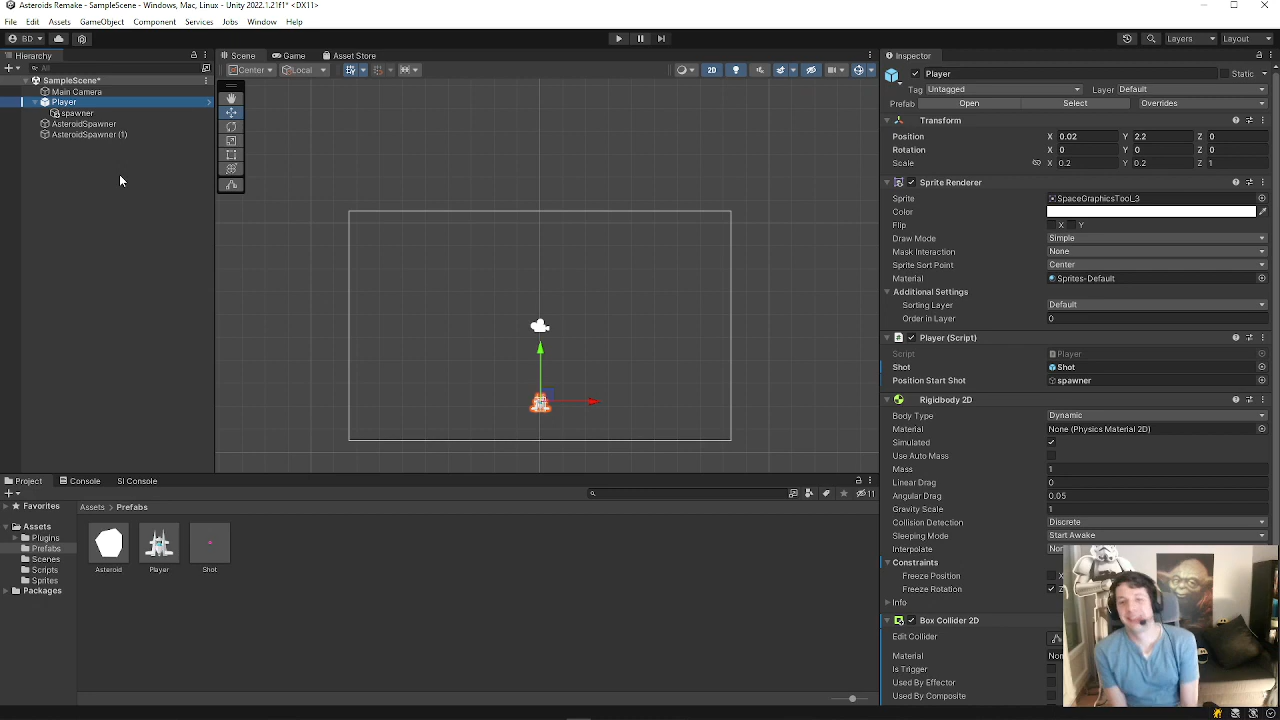 Asteroids Remake - SampleScene - Windows, Mac, Linux - Unity 2022.1.21f1* <DX11>
File Edit Assets GameObject Component Services Jobs Window Help
BD Layers Layout
Hierarchy Scene Game Asset Store Inspector
All Center Local 2D Player Static
SampleScene*
Tag Untagged Layer Default
Main Camera
Player
Prefab Open Select Overrides
spawner
Transform
AsteroidSpawner
AsteroidSpawner (1)
Position X 0.02 Y 2.2 Z 0
Rotation X 0 Y 0 Z 0
Scale X 0.2 Y 0.2 Z 1
Sprite Renderer
Sprite SpaceGraphicsTool_3
Color
Flip X Y
Draw Mode Simple
Mask Interaction None
Sprite Sort Point Center
Material Sprites-Default
Additional Settings
Sorting Layer Default
Order in Layer 0
Player (Script)
Script Player
Shot Shot
Position Start Shot spawner
Rigidbody 2D
Body Type Dynamic
Material None (Physics Material 2D)
Simulated
Use Auto Mass
Mass 1
Linear Drag 0
Angular Drag 0.05
Gravity Scale 1
Collision Detection Discrete
Sleeping Mode Start Awake
Interpolate Non
Constraints
Freeze Position X
Freeze Rotation Z
Info
Box Collider 2D
Edit Collider
Material Non
Is Trigger
Used By Effector
Used By Composite
Project Console SI Console
11
Favorites
Assets > Prefabs
Assets
Plugins
Prefabs
Scenes
Scripts
Sprites
Packages
Asteroid Player Shot